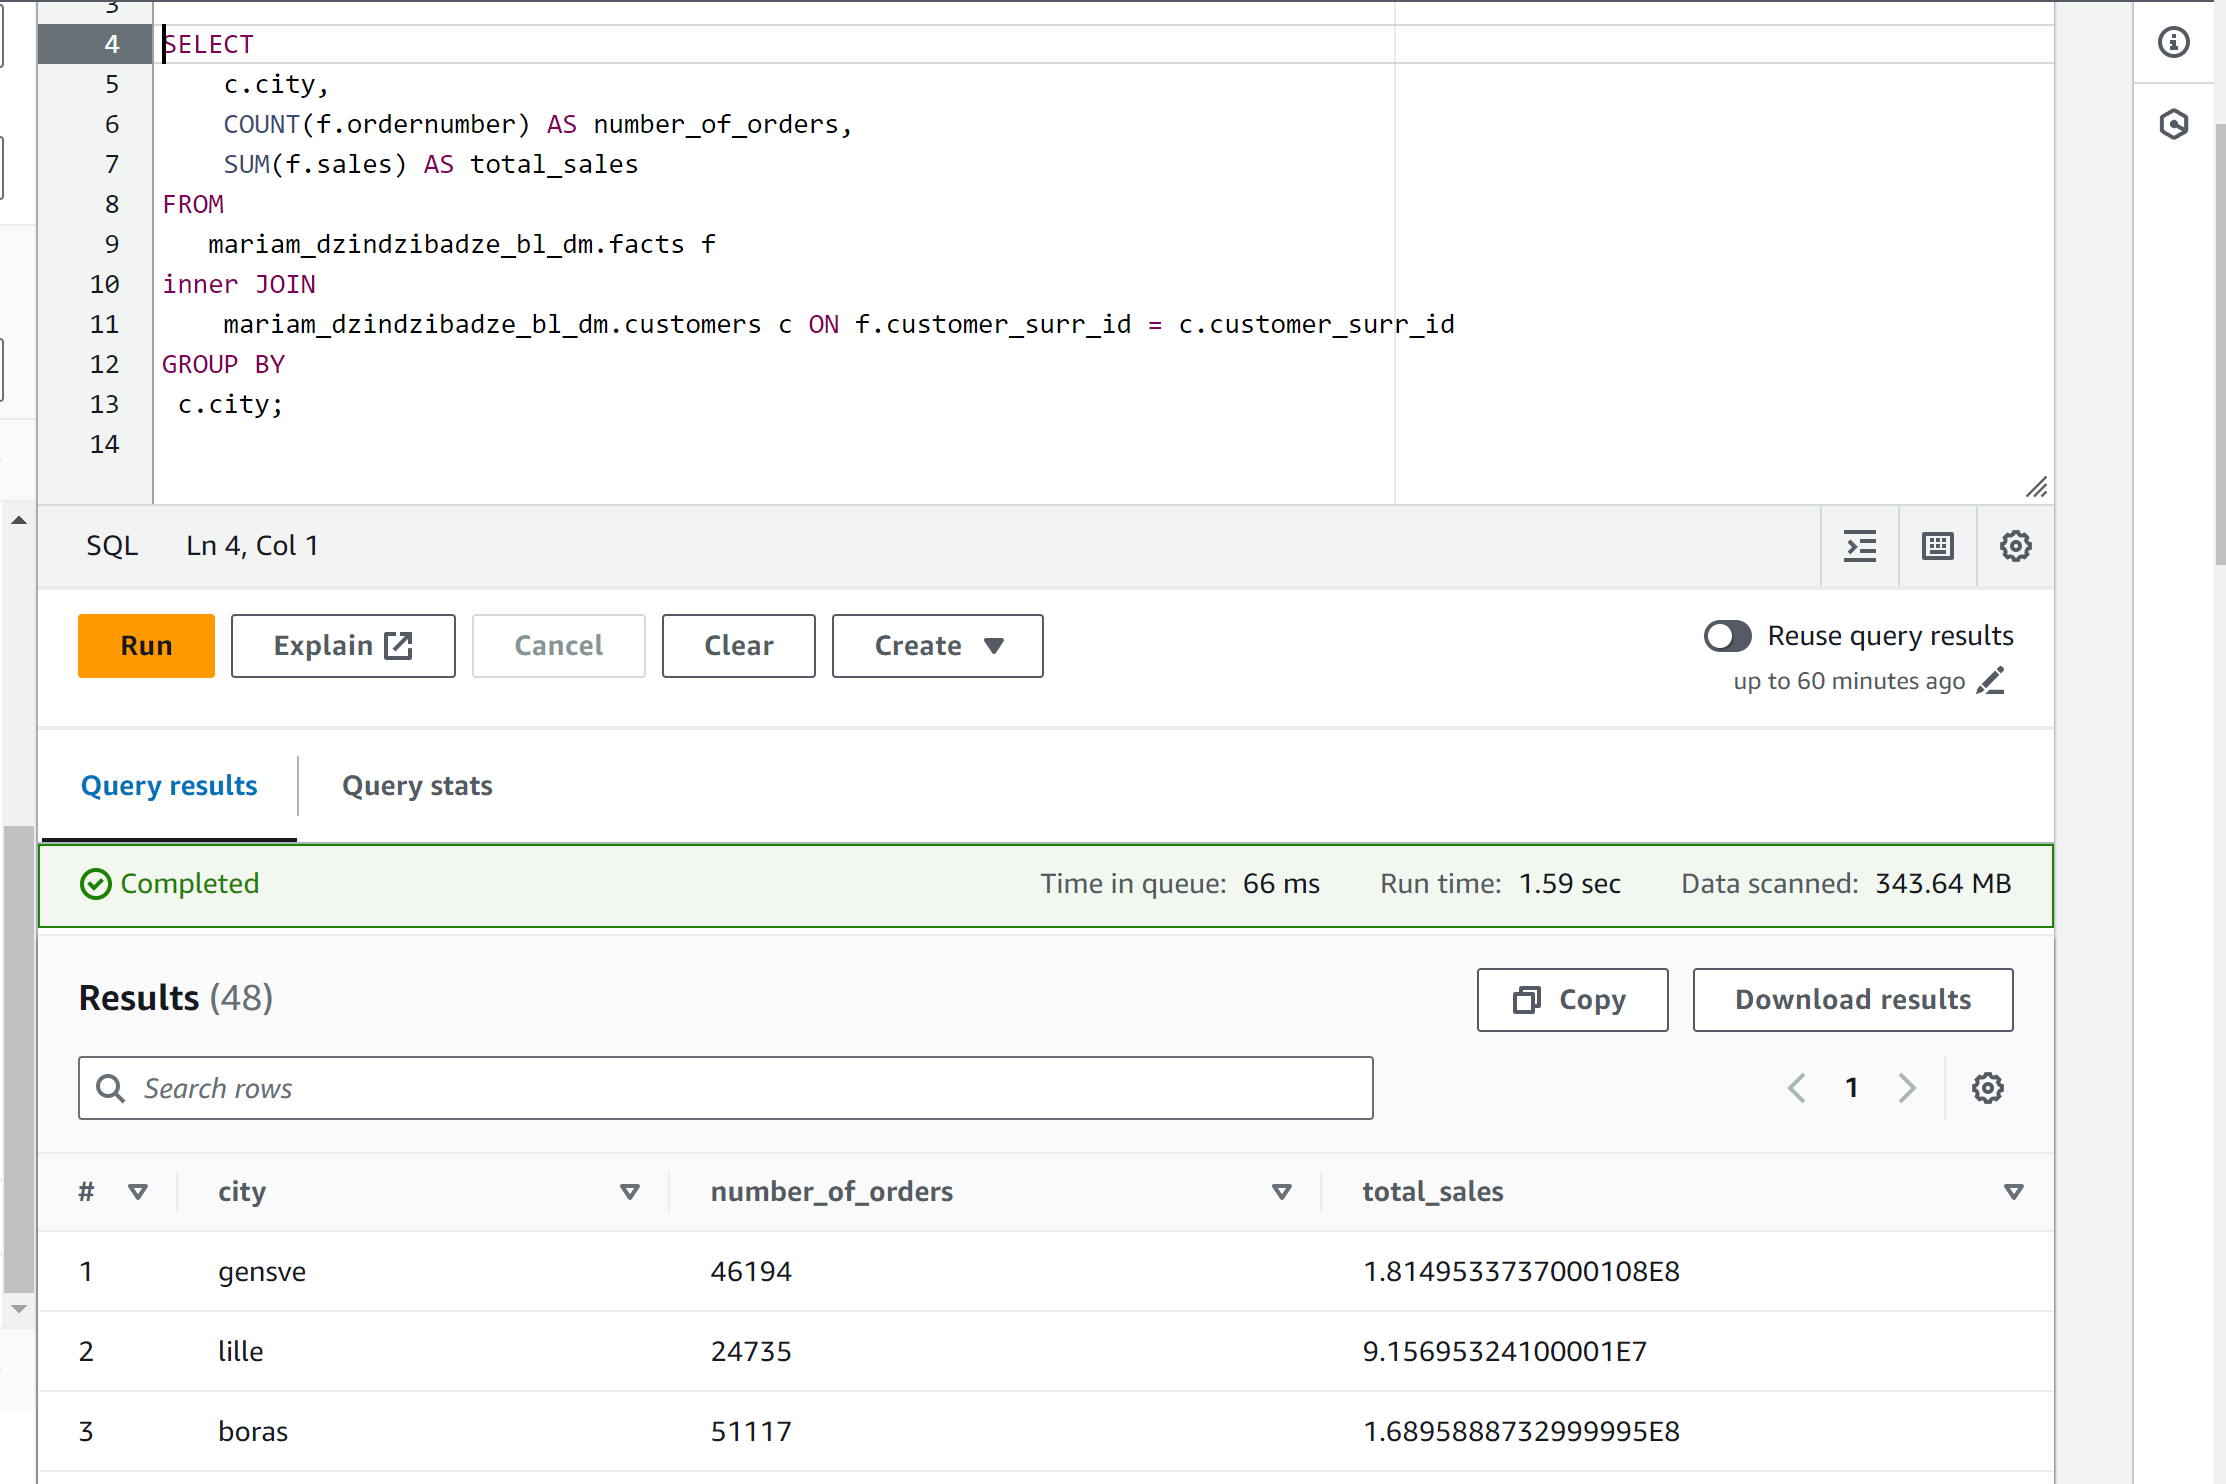 3
4 SELECT
5 c.city,
6 COUNT(f.ordernumber) AS number_of_orders,
7 SUM(f.sales) AS total_sales
8 FROM
9 mariam_dzindzibadze_bl_dm.facts f
10 inner JOIN
11 mariam_dzindzibadze_bl_dm.customers c ON f.customer_surr_id = c.customer_surr_id
12 GROUP BY
13 c.city;
14
SQL Ln 4, Col 1
Run Explain Cancel Clear Create Reuse query results
up to 60 minutes ago
Query results Query stats
Completed Time in queue: 66 ms Run time: 1.59 sec Data scanned: 343.64 MB
Results (48) Copy Download results
Search rows 1
# city number_of_orders total_sales
1 gensve 46194 1.8149533737000108E8
2 lille 24735 9.15695324100001E7
3 boras 51117 1.6895888732999995E8